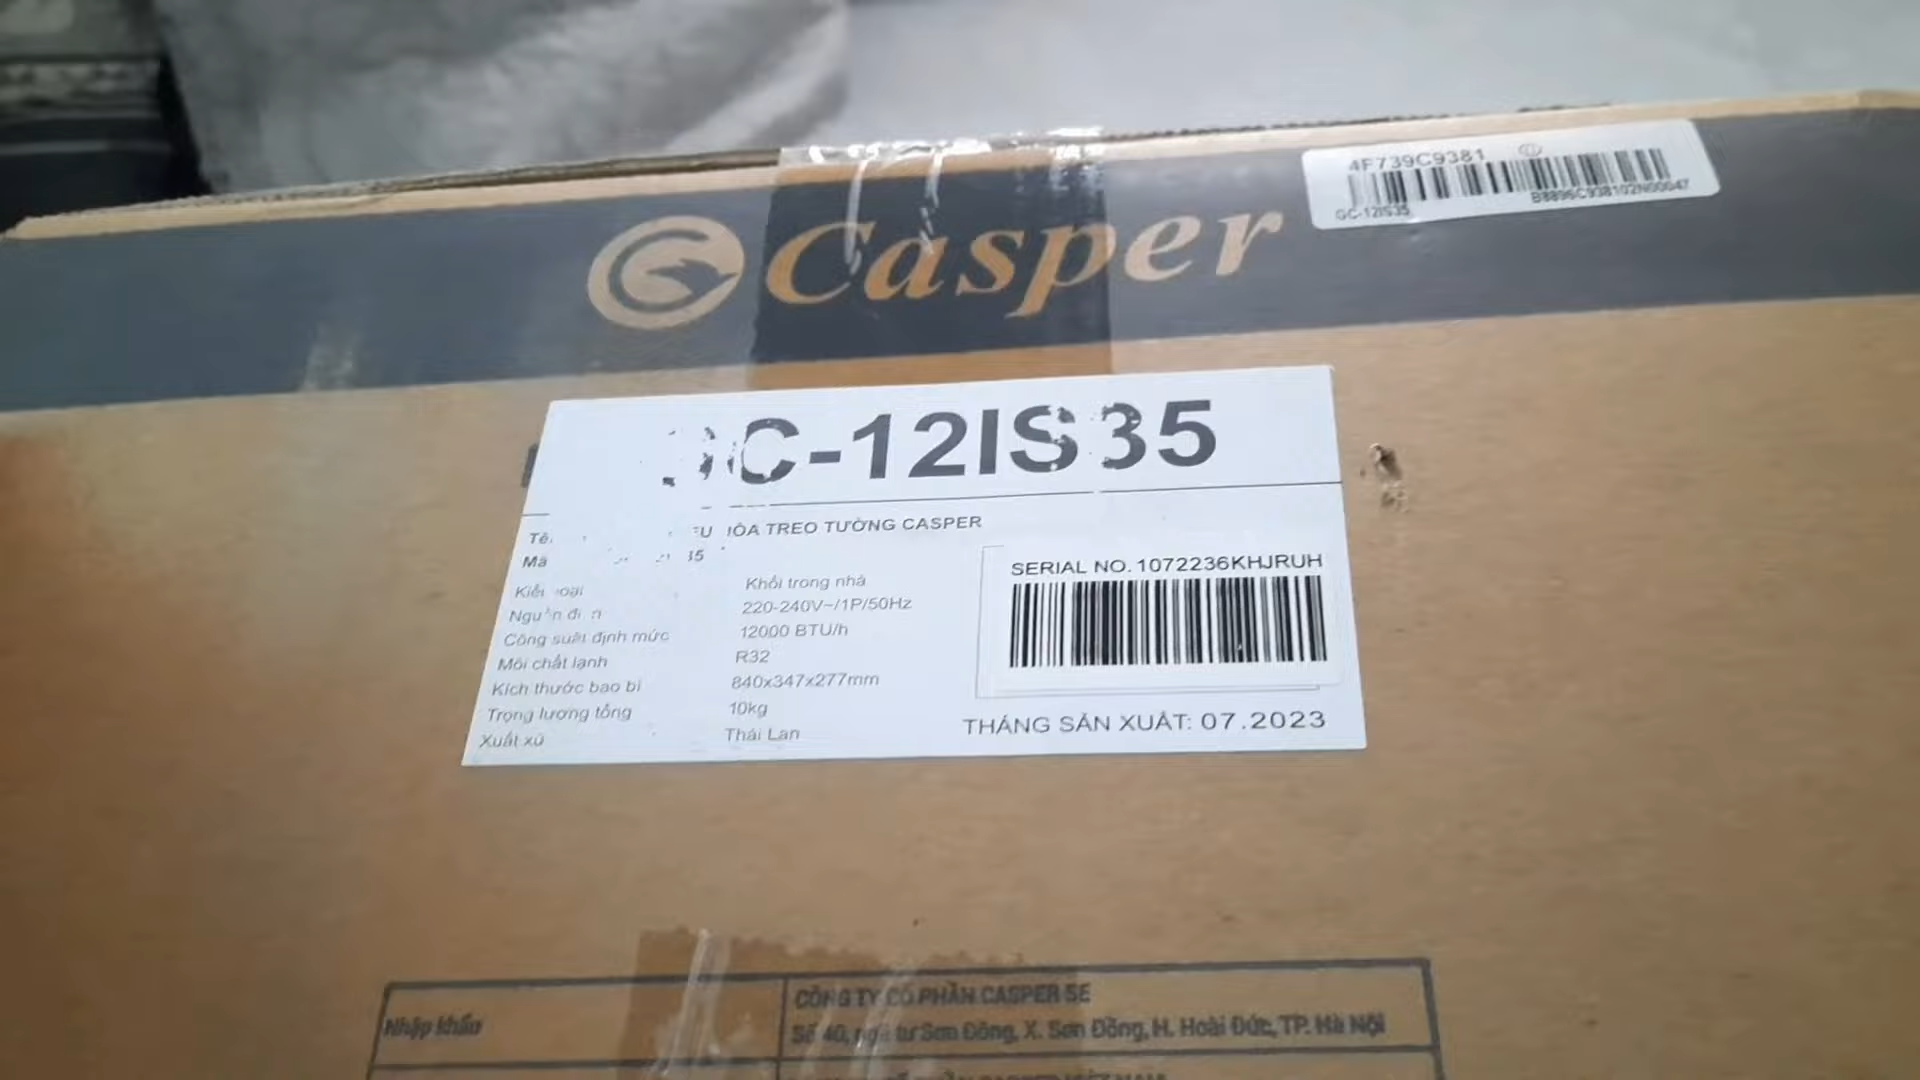 4F739C9381
GC-12IS35
B8896C938102N00047
Casper
GC-12IS35
TREO TƯỜNG CASPER
Khối trong nhà
220-240V~/1P/50Hz
Công suất định mức
12000 BTU/h
Môi chất lạnh
R32
Kích thước bao bì
840x347x277mm
Trọng lượng tổng
10kg
Xuất xứ
Thái Lan
SERIAL NO. 1072236KHJRUH
THÁNG SẢN XUẤT: 07.2023
Nhập khẩu
CÔNG TY CỔ PHẦN CASPER SE
Số 40, ngã tư Sơn Đồng, X. Sơn Đồng, H. Hoài Đức, TP. Hà Nội